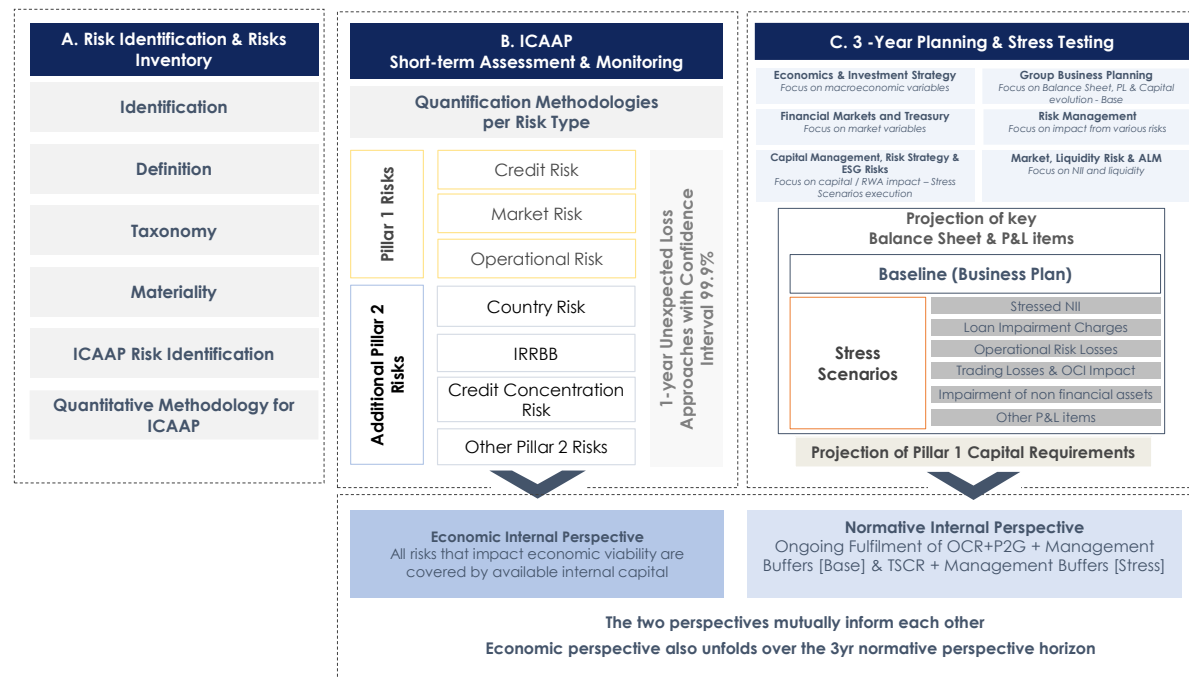 A. Risk Identification & Risks
Inventory
Identification
Definition
Taxonomy
Materiality
ICAAP Risk Identification
Quantitative Methodology for
ICAAP
B. ICAAP
Short-term Assessment & Monitoring
Quantification Methodologies
per Risk Type
Pillar 1 Risks
Credit Risk
Market Risk
Operational Risk
Additional Pillar 2
Risks
Country Risk
IRRBB
Credit Concentration
Risk
Other Pillar 2 Risks
1-year Unexpected Loss
Approaches with Confidence
Interval 99.9%
C. 3 -Year Planning & Stress Testing
Economics & Investment Strategy
Focus on macroeconomic variables
Group Business Planning
Focus on Balance Sheet, PL & Capital
evolution - Base
Financial Markets and Treasury
Focus on market variables
Risk Management
Focus on impact from various risks
Capital Management, Risk Strategy &
ESG Risks
Focus on capital / RWA impact – Stress
Scenarios execution
Market, Liquidity Risk & ALM
Focus on NII and liquidity
Projection of key
Balance Sheet & P&L items
Baseline (Business Plan)
Stress
Scenarios
Stressed NII
Loan Impairment Charges
Operational Risk Losses
Trading Losses & OCI Impact
Impairment of non financial assets
Other P&L items
Projection of Pillar 1 Capital Requirements
Economic Internal Perspective
All risks that impact economic viability are
covered by available internal capital
Normative Internal Perspective
Ongoing Fulfilment of OCR+P2G + Management
Buffers [Base] & TSCR + Management Buffers [Stress]
The two perspectives mutually inform each other
Economic perspective also unfolds over the 3yr normative perspective horizon